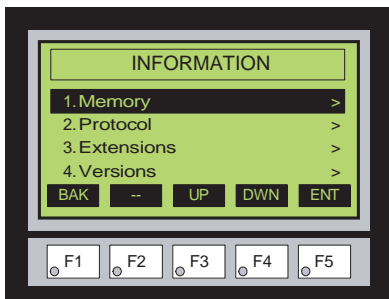 INFORMATION
1. Memory >
2. Protocol >
3. Extensions >
4. Versions >
BAK -- UP DWN ENT
F1 F2 F3 F4 F5